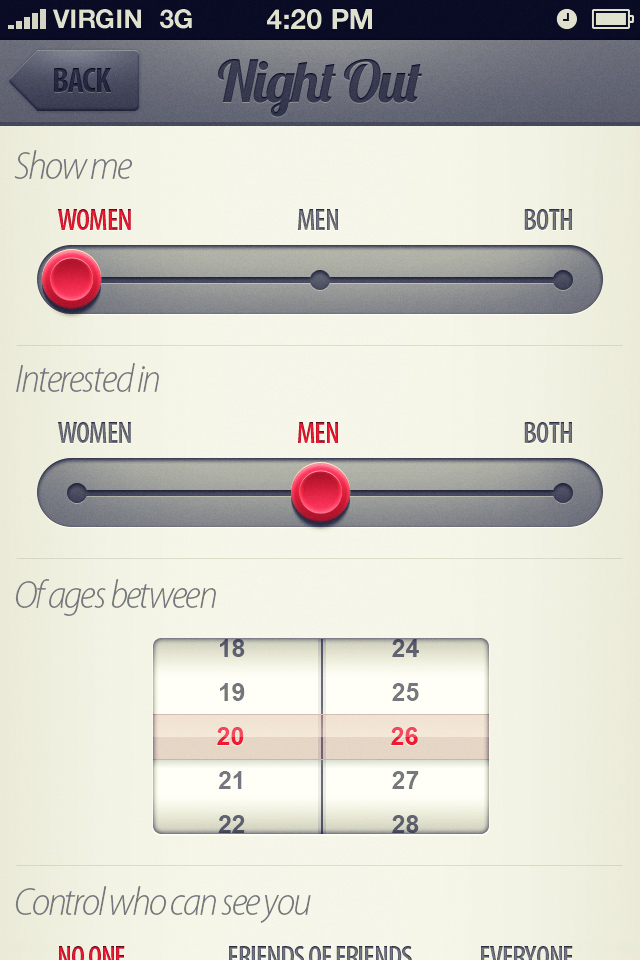 VIRGIN 3G 4:20 PM
BACK Night Out
Show me
WOMEN MEN BOTH
Interested in
WOMEN MEN BOTH
Of ages between
18 24
19 25
20 26
21 27
22 28
Control who can see you
NO ONE FRIENDS OF FRIENDS EVERYONE